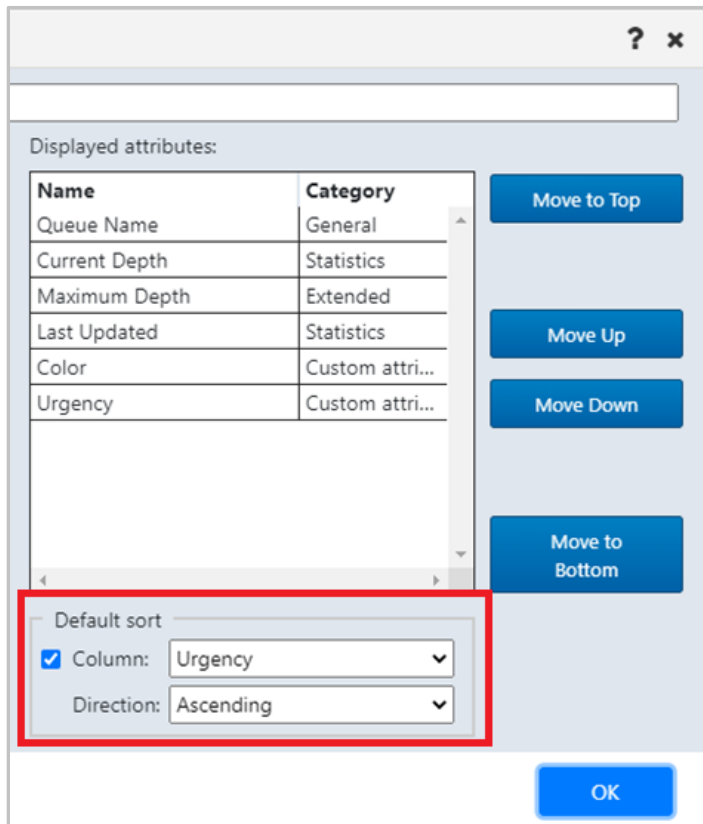 ? ×
Displayed attributes:
Name Category
Queue Name General
Current Depth Statistics
Maximum Depth Extended
Last Updated Statistics
Color Custom attri...
Urgency Custom attri...
Move to Top
Move Up
Move Down
Move to
Bottom
Default sort
Column: Urgency
Direction: Ascending
OK